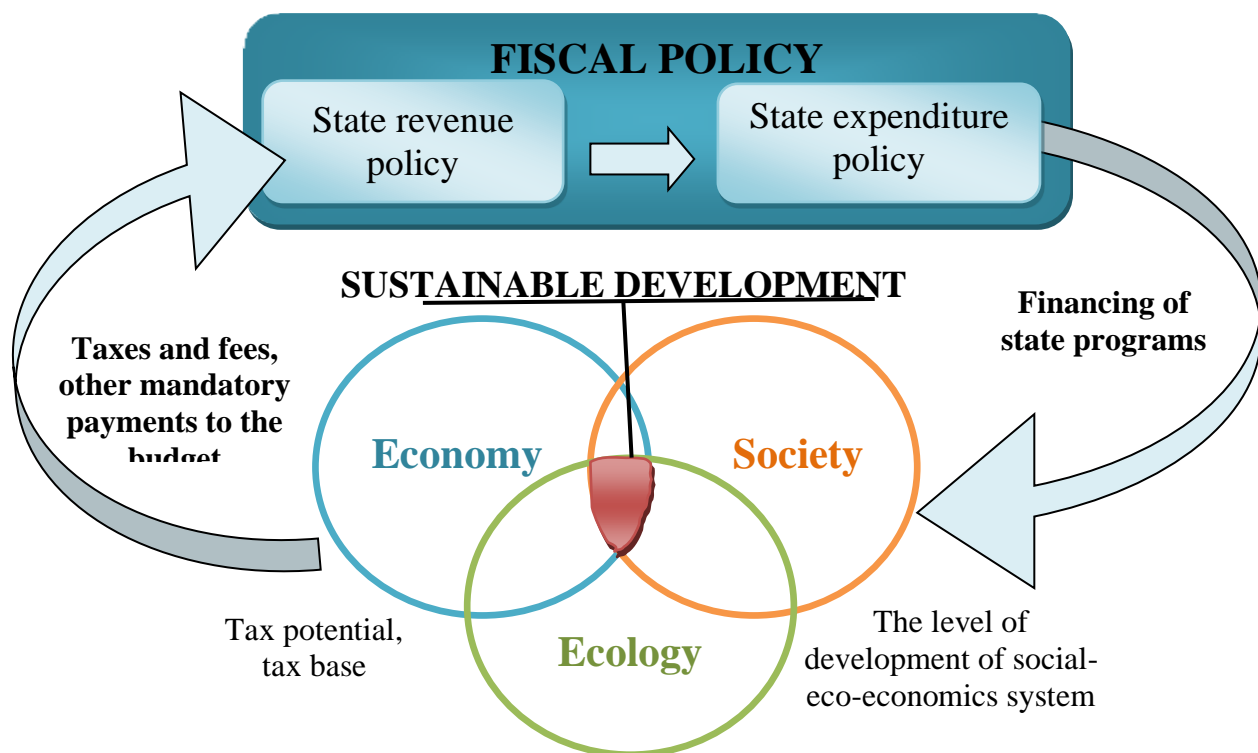 FISCAL POLICY
State revenue
policy
State expenditure
policy
SUSTAINABLE DEVELOPMENT
Taxes and fees,
other mandatory
payments to the
budget
Financing of
state programs
Economy
Society
Ecology
Tax potential,
tax base
The level of
development of social-
eco-economics system